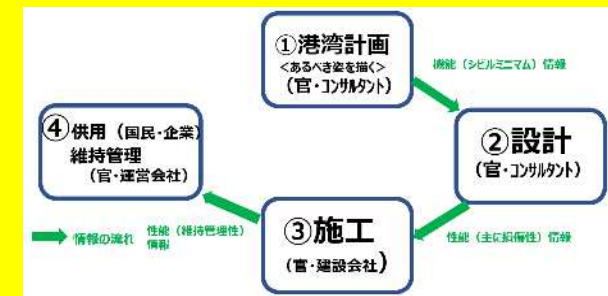 ①港湾計画
<あるべき姿を描く>
(官・コンサルタント)
機能(シビルミニマム)情報
②設計
(官・コンサルタント)
性能(主に損傷性)情報
③施工
(官・建設会社)
性能(維持管理性)
情報
④供用(国民・企業)
維持管理
(官・運営会社)
情報の流れ